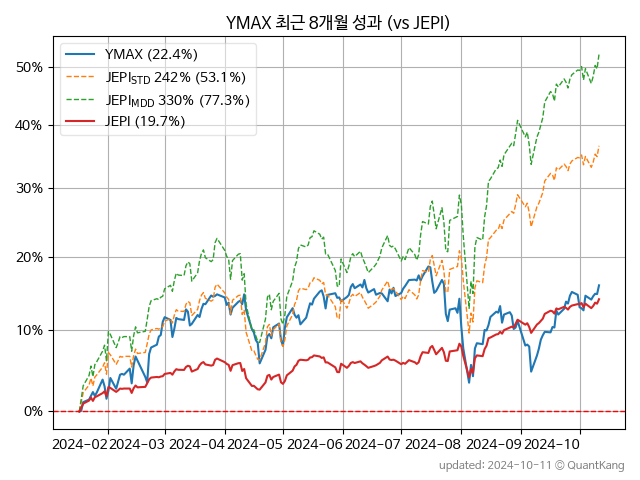 YMAX 최근 8개월 성과 (vs JEPI)
YMAX (22.4%)
JEPI_STD 242% (53.1%)
JEPI_MDD 330% (77.3%)
JEPI (19.7%)
50%
40%
30%
20%
10%
0%
2024-02 2024-03 2024-04 2024-05 2024-06 2024-07 2024-08 2024-09 2024-10
updated: 2024-10-11 © QuantKang